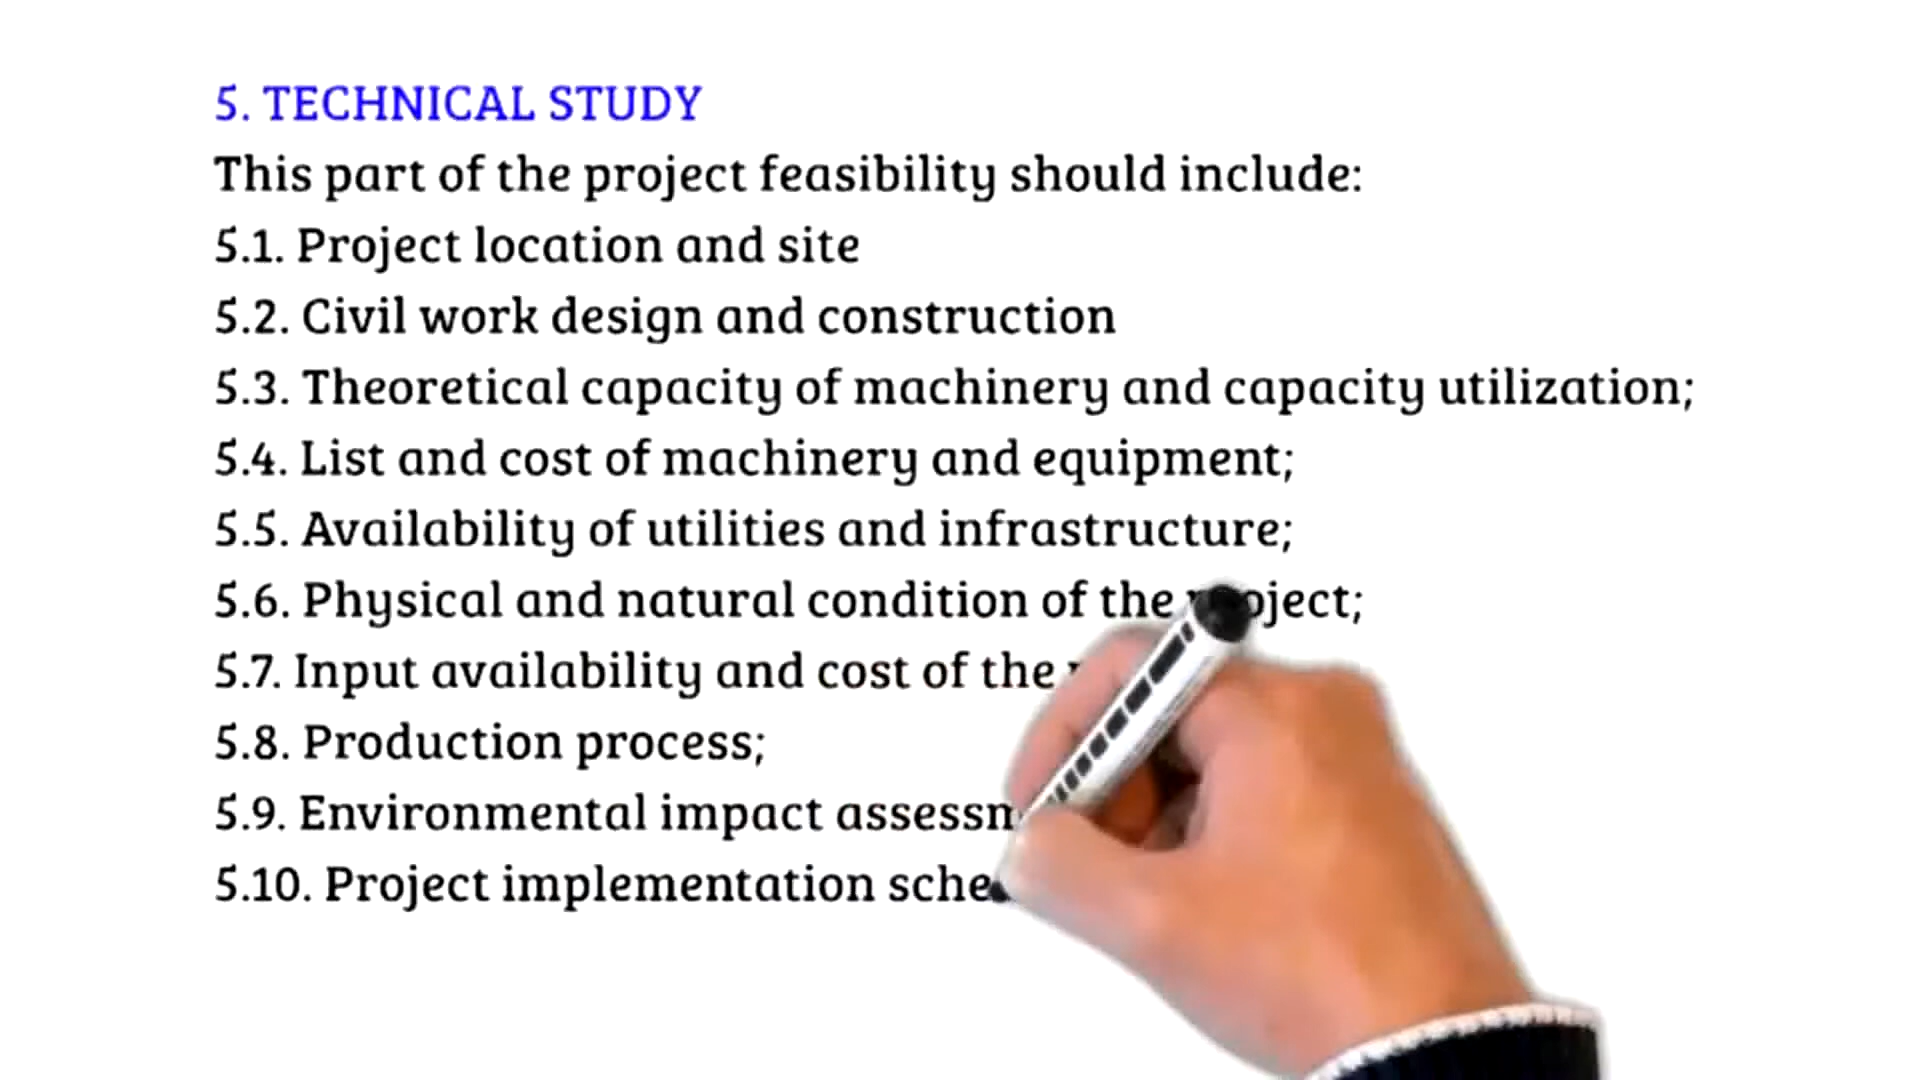 5. TECHNICAL STUDY
This part of the project feasibility should include:
5.1. Project location and site
5.2. Civil work design and construction
5.3. Theoretical capacity of machinery and capacity utilization;
5.4. List and cost of machinery and equipment;
5.5. Availability of utilities and infrastructure;
5.6. Physical and natural condition of the project;
5.7. Input availability and cost of the
5.8. Production process;
5.9. Environmental impact
5.10. Project implementation